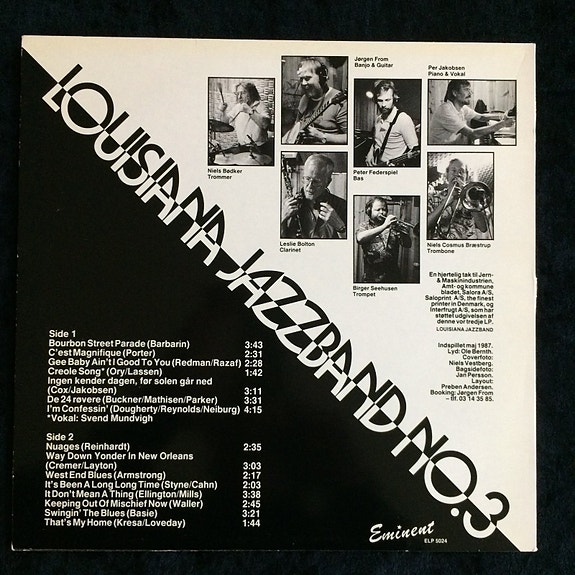 LOUISIANA JAZZBAND NO.3
Jørgen From
Banjo & Guitar
Per Jakobsen
Piano & Vokal
Niels Bødker
Trommer
Peter Federspiel
Bas
Leslie Bolton
Clarinet
Birger Seehusen
Trompet
Niels Cosmus Bræstrup
Trombone
En hjertelig tak til Jern-
& Maskinindustrien,
Amt- og kommune
bladet, Salora A/S,
Saloprint A/S, the finest
printer in Denmark, og
Interfrugt A/S, som har
støttet udgivelsen af
denne vor tredje LP.
LOUISIANA JAZZBAND
Indspillet maj 1987.
Lyd: Ole Bernth.
Coverfoto:
Niels Vestberg.
Bagsidefoto:
Jan Persson.
Layout:
Preben Andersen.
Booking: Jørgen From
– tlf. 03 14 35 85.
Side 1
Bourbon Street Parade (Barbarin) 3:43
C'est Magnifique (Porter) 2:31
Gee Baby Ain't I Good To You (Redman/Razaf) 2:28
Creole Song* (Ory/Lassen) 1:42
Ingen kender dagen, før solen går ned
(Cox/Jakobsen) 3:11
De 24 røvere (Buckner/Mathisen/Parker) 3:31
I'm Confessin' (Dougherty/Reynolds/Neiburg) 4:15
*Vokal: Svend Mundvigh
Side 2
Nuages (Reinhardt) 2:35
Way Down Yonder In New Orleans
(Cremer/Layton) 3:03
West End Blues (Armstrong) 2:17
It's Been A Long Long Time (Styne/Cahn) 2:03
It Don't Mean A Thing (Ellington/Mills) 3:38
Keeping Out Of Mischief Now (Waller) 2:45
Swingin' The Blues (Basie) 3:21
That's My Home (Kresa/Loveday) 1:44
Eminent
ELP 5024